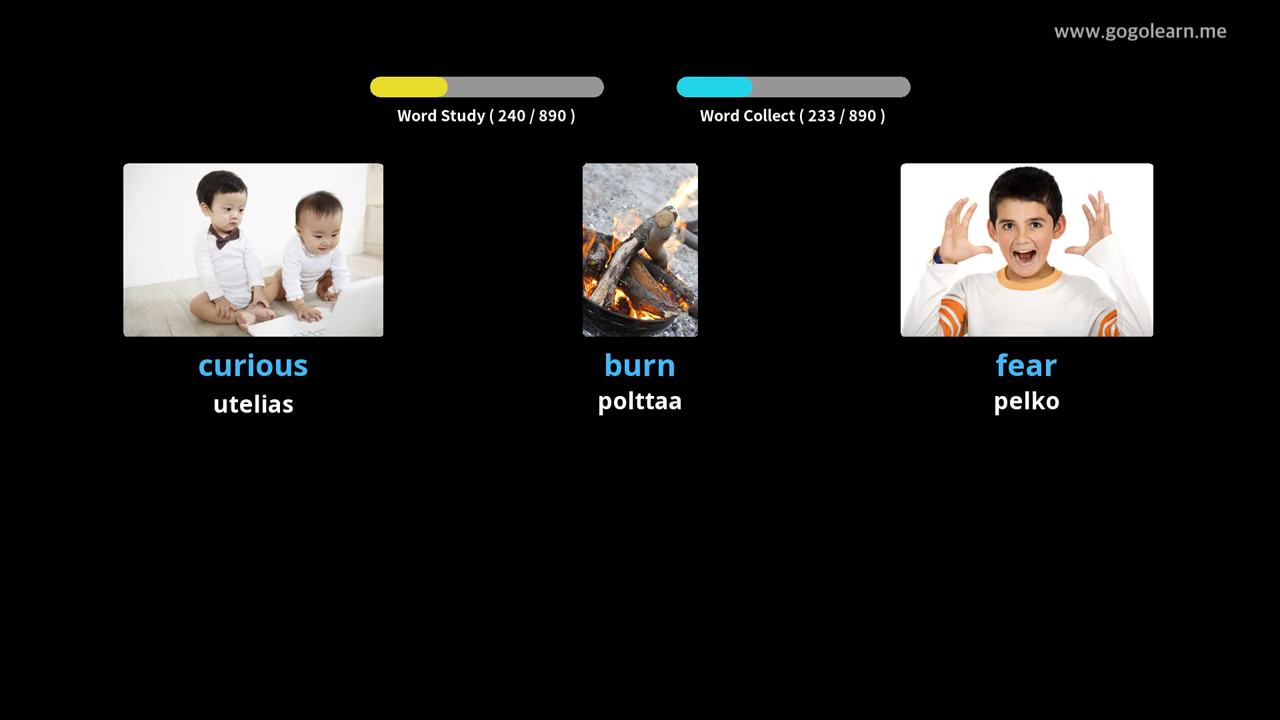 www.gogolearn.me
Word Study ( 240 / 890 )
Word Collect ( 233 / 890 )
curious
utelias
burn
polttaa
fear
pelko